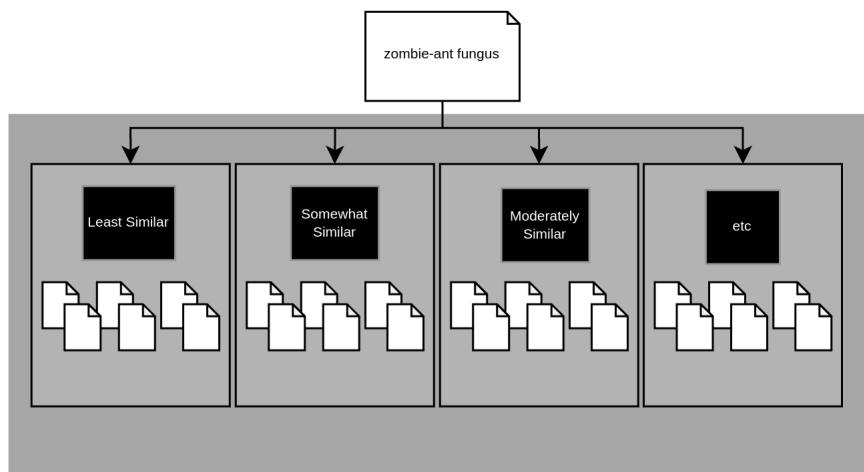 zombie-ant fungus
Least Similar
Somewhat
Similar
Moderately
Similar
etc